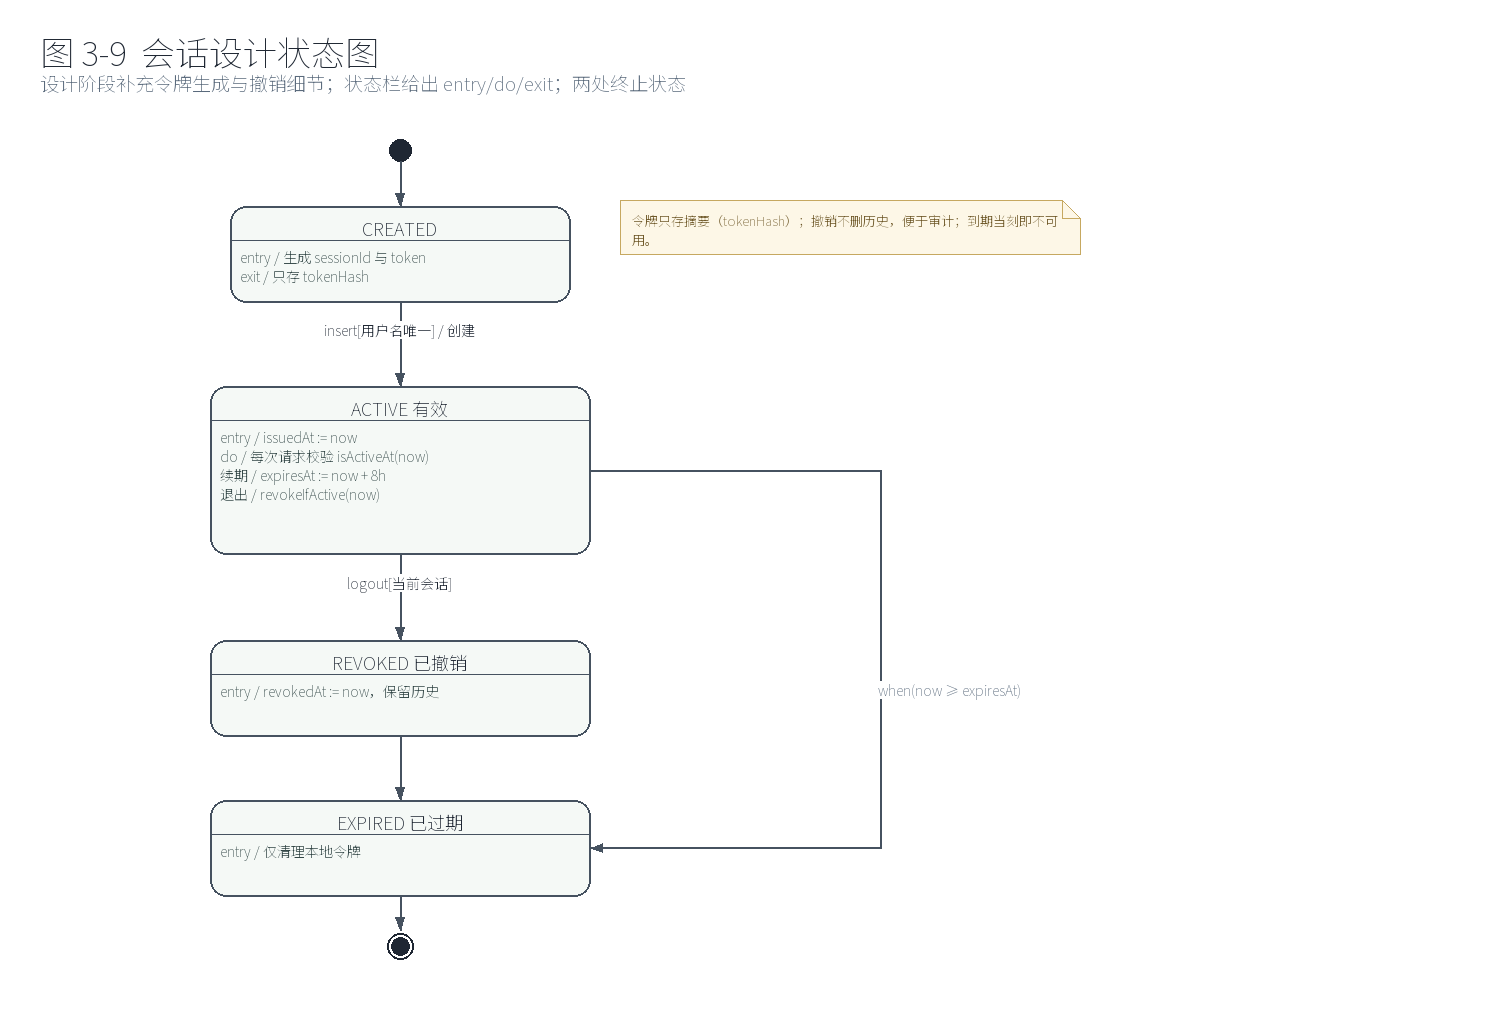 图 3-9 会话设计状态图
设计阶段补充令牌生成与撤销细节；状态栏给出 entry/do/exit；两处终止状态
CREATED
entry / 生成 sessionId 与 token
exit / 只存 tokenHash
令牌只存摘要（tokenHash）；撤销不删历史，便于审计；到期当刻即不可
用。
insert[用户名唯一] / 创建
ACTIVE 有效
entry / issuedAt := now
do / 每次请求校验 isActiveAt(now)
续期 / expiresAt := now + 8h
退出 / revokeIfActive(now)
logout[当前会话]
REVOKED 已撤销
entry / revokedAt := now，保留历史
when(now ≥ expiresAt)
EXPIRED 已过期
entry / 仅清理本地令牌